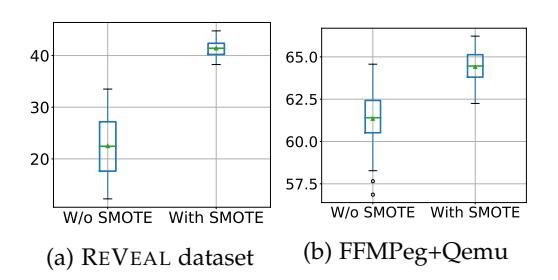 40
30
20
W/o SMOTE With SMOTE
(a) REVEAL dataset
65.0
62.5
60.0
57.5
W/o SMOTE With SMOTE
(b) FFMPeg+Qemu